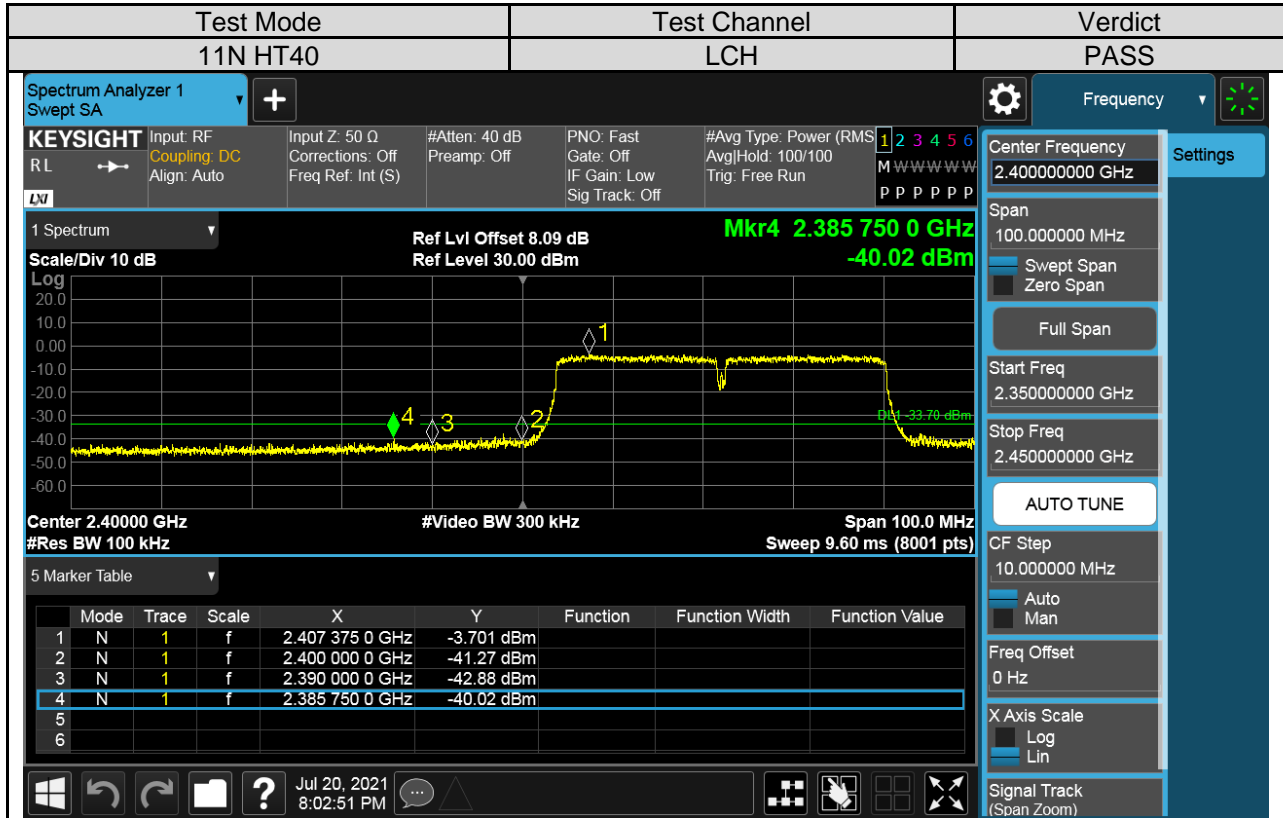 Test Mode Test Channel Verdict
11N HT40 LCH PASS
Spectrum Analyzer 1
Swept SA
Frequency
KEYSIGHT
RL
LXI
Input: RF
Coupling: DC
Align: Auto
Input Z: 50 Ω
Corrections: Off
Freq Ref: Int (S)
#Atten: 40 dB
Preamp: Off
PNO: Fast
Gate: Off
IF Gain: Low
Sig Track: Off
#Avg Type: Power (RMS
Avg|Hold: 100/100
Trig: Free Run
1 2 3 4 5 6
M W W W W W
P P P P P P
1 Spectrum
Scale/Div 10 dB
Ref Lvl Offset 8.09 dB
Ref Level 30.00 dBm
Mkr4 2.385 750 0 GHz
-40.02 dBm
Log
20.0
10.0
0.00
-10.0
-20.0
-30.0
-40.0
-50.0
-60.0
1
4
3
2
DL1 -33.70 dBm
Center 2.40000 GHz
#Res BW 100 kHz
#Video BW 300 kHz
Span 100.0 MHz
Sweep 9.60 ms (8001 pts)
5 Marker Table
Mode Trace Scale X Y Function Function Width Function Value
1 N 1 f 2.407 375 0 GHz -3.701 dBm
2 N 1 f 2.400 000 0 GHz -41.27 dBm
3 N 1 f 2.390 000 0 GHz -42.88 dBm
4 N 1 f 2.385 750 0 GHz -40.02 dBm
5
6
Jul 20, 2021
8:02:51 PM
Center Frequency
2.400000000 GHz
Settings
Span
100.000000 MHz
Swept Span
Zero Span
Full Span
Start Freq
2.350000000 GHz
Stop Freq
2.450000000 GHz
AUTO TUNE
CF Step
10.000000 MHz
Auto
Man
Freq Offset
0 Hz
X Axis Scale
Log
Lin
Signal Track
(Span Zoom)